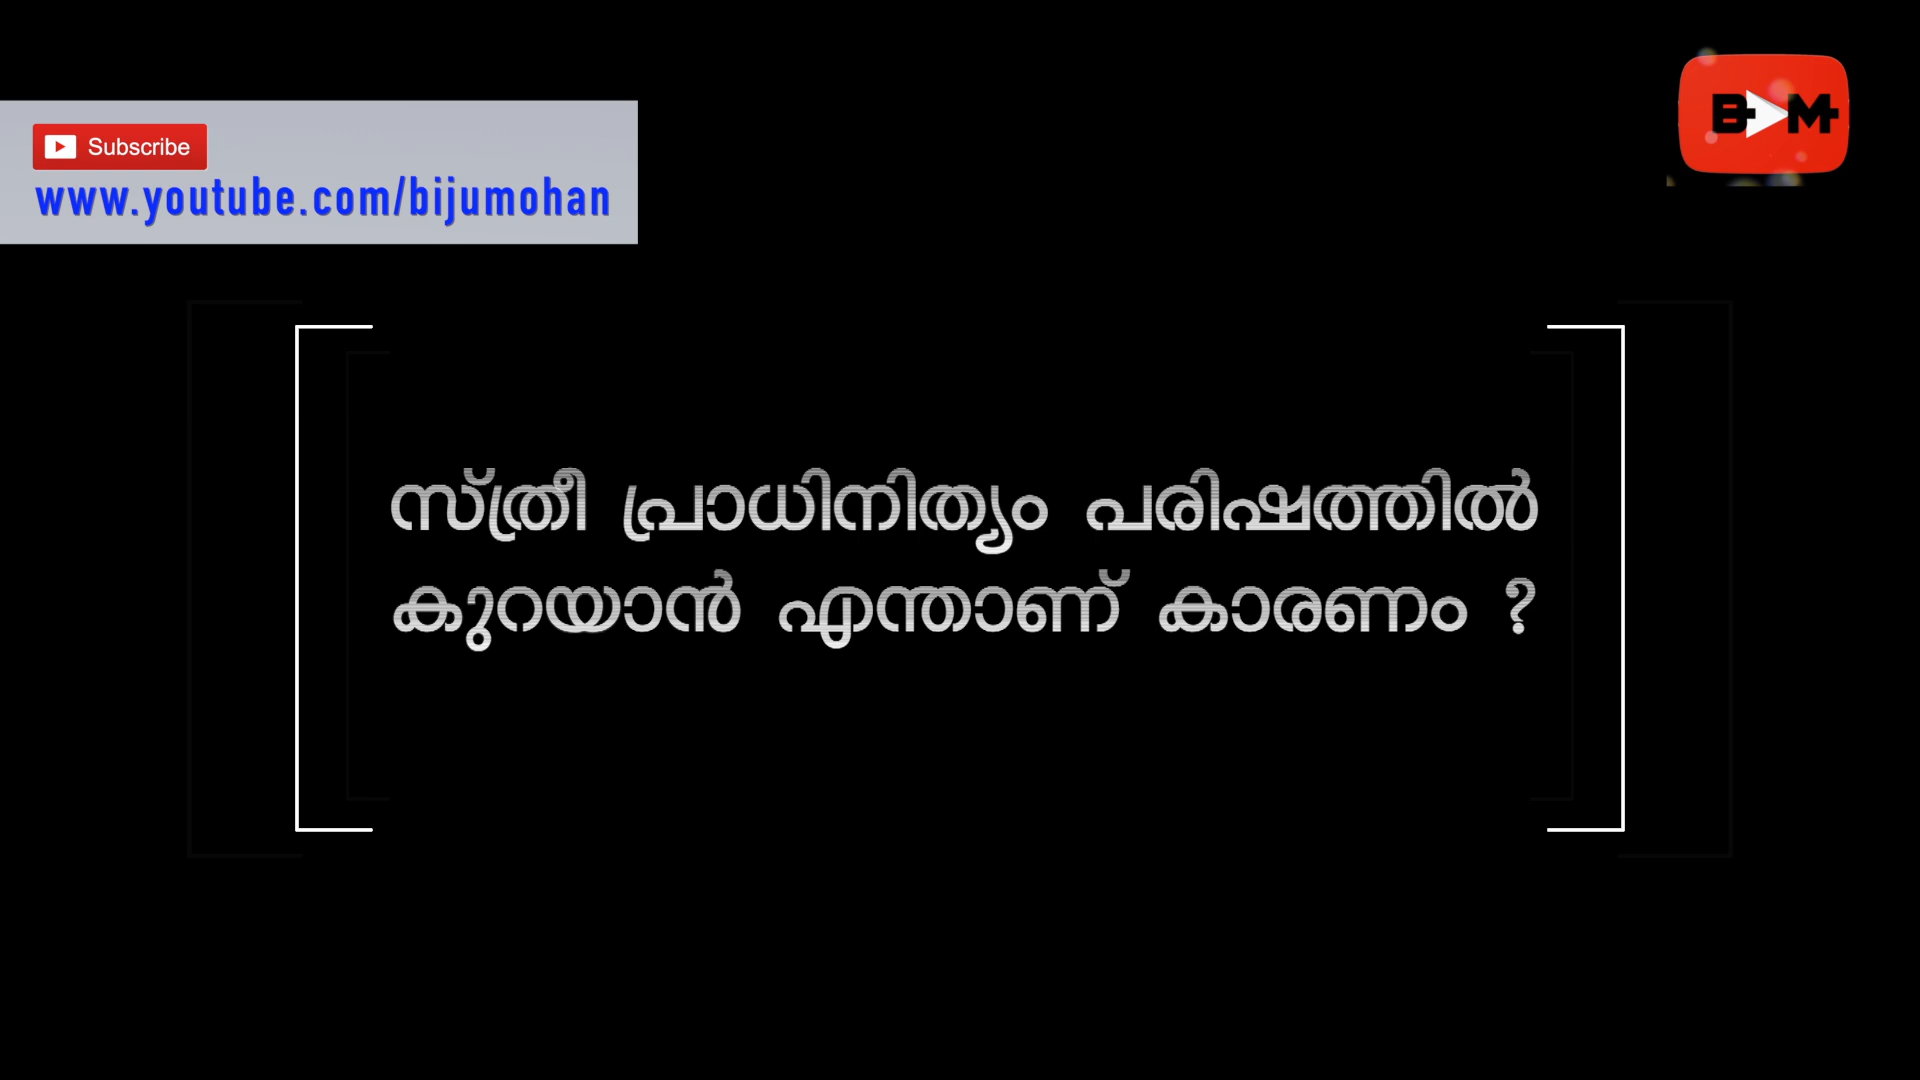 Subscribe
www.youtube.com/bijumohan
B M
സ്ത്രീ പ്രാധിനിത്യം പരിഷത്തിൽ
കുറയാൻ എന്താണ് കാരണം ?